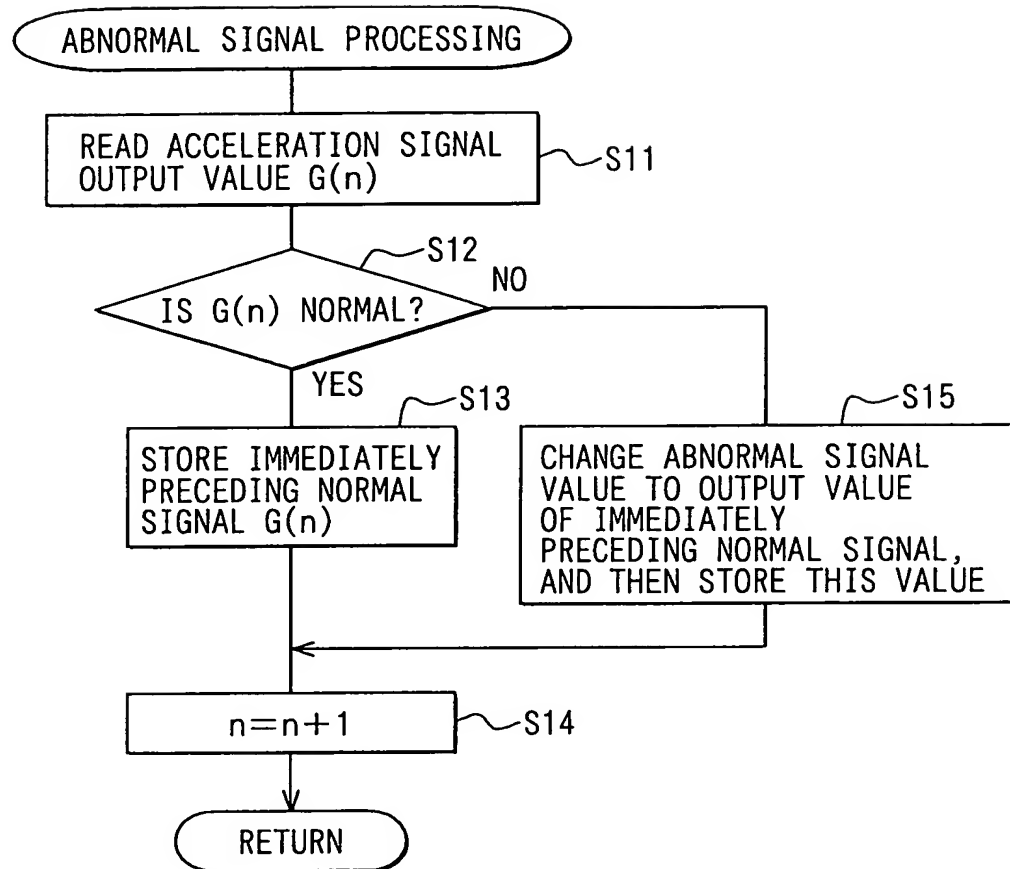 ABNORMAL SIGNAL PROCESSING
READ ACCELERATION SIGNAL
OUTPUT VALUE G(n)
S11
S12
IS G(n) NORMAL?
NO
YES
S13
STORE IMMEDIATELY
PRECEDING NORMAL
SIGNAL G(n)
S15
CHANGE ABNORMAL SIGNAL
VALUE TO OUTPUT VALUE
OF IMMEDIATELY
PRECEDING NORMAL SIGNAL,
AND THEN STORE THIS VALUE
n=n+1
S14
RETURN